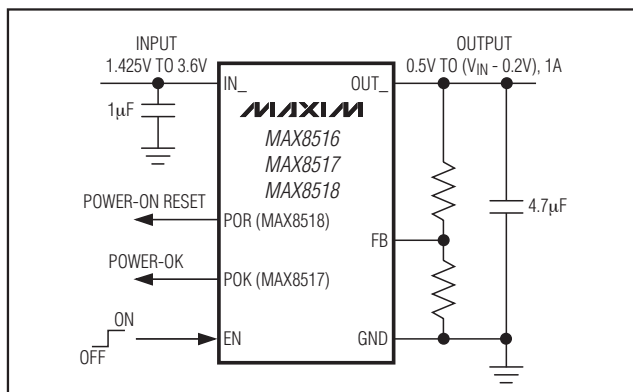 INPUT
1.425V TO 3.6V
OUTPUT
0.5V TO (VIN - 0.2V), 1A
IN_
OUT_
1µF
MAXIM
MAX8516
MAX8517
MAX8518
POWER-ON RESET
POR (MAX8518)
4.7µF
FB
POWER-OK
POK (MAX8517)
ON
OFF
EN
GND